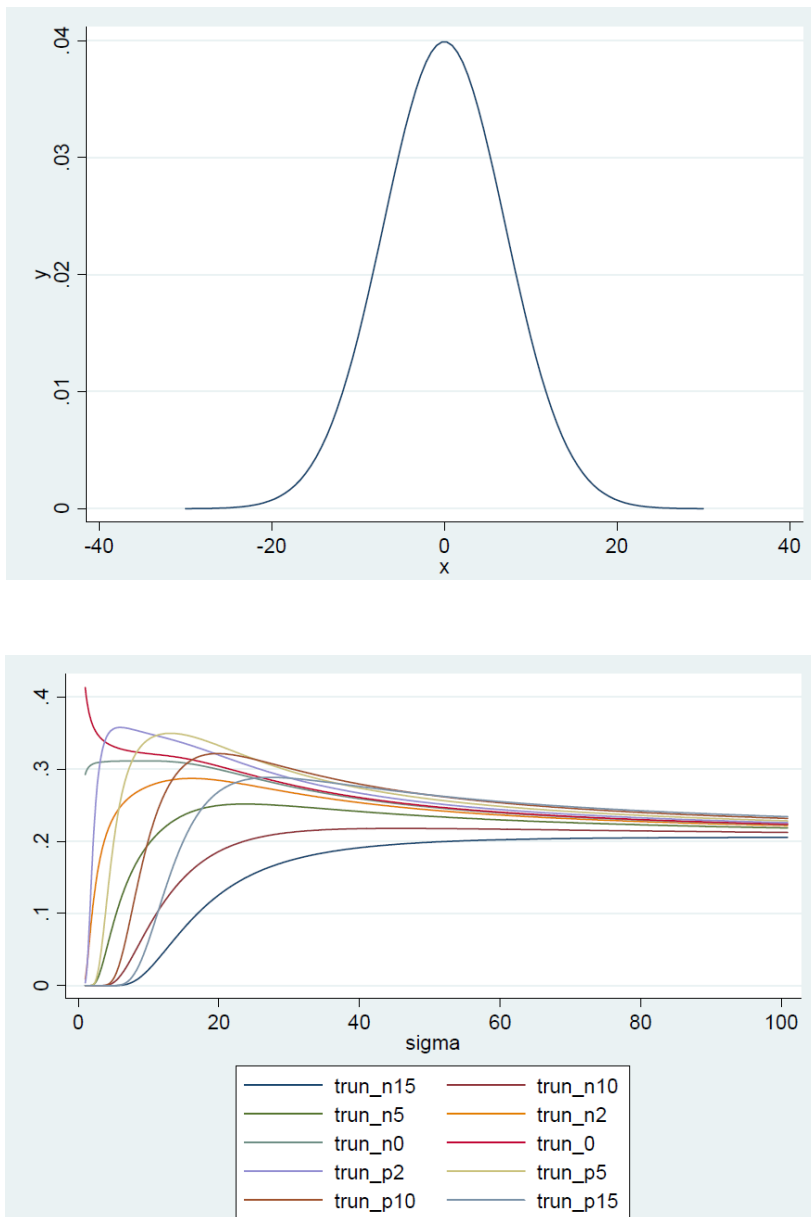 .04
.03
y
.02
.01
0
-40 -20 0 20 40
x
.4
.3
.2
.1
0
0 20 40 60 80 100
sigma
trun_n15 trun_n10
trun_n5 trun_n2
trun_n0 trun_0
trun_p2 trun_p5
trun_p10 trun_p15